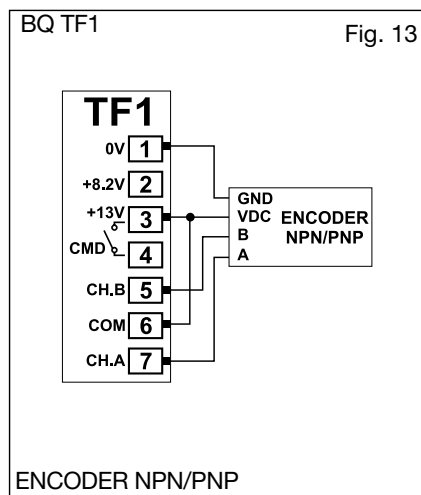 BQ TF1
Fig. 13
TF1
0V 1
+8.2V 2
+13V 3
CMD 4
CH.B 5
COM 6
CH.A 7
GND
VDC
B
A
ENCODER
NPN/PNP
ENCODER NPN/PNP